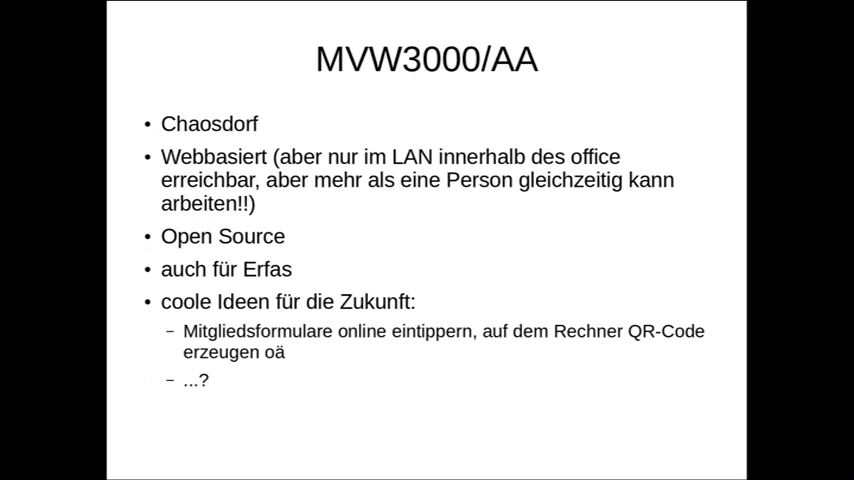 MVW3000/AA
• Chaosdorf
• Webbasiert (aber nur im LAN innerhalb des office
erreichbar, aber mehr als eine Person gleichzeitig kann
arbeiten!!)
• Open Source
• auch für Erfas
• coole Ideen für die Zukunft:
– Mitgliedsformulare online eintippern, auf dem Rechner QR-Code
erzeugen oä
– ...?